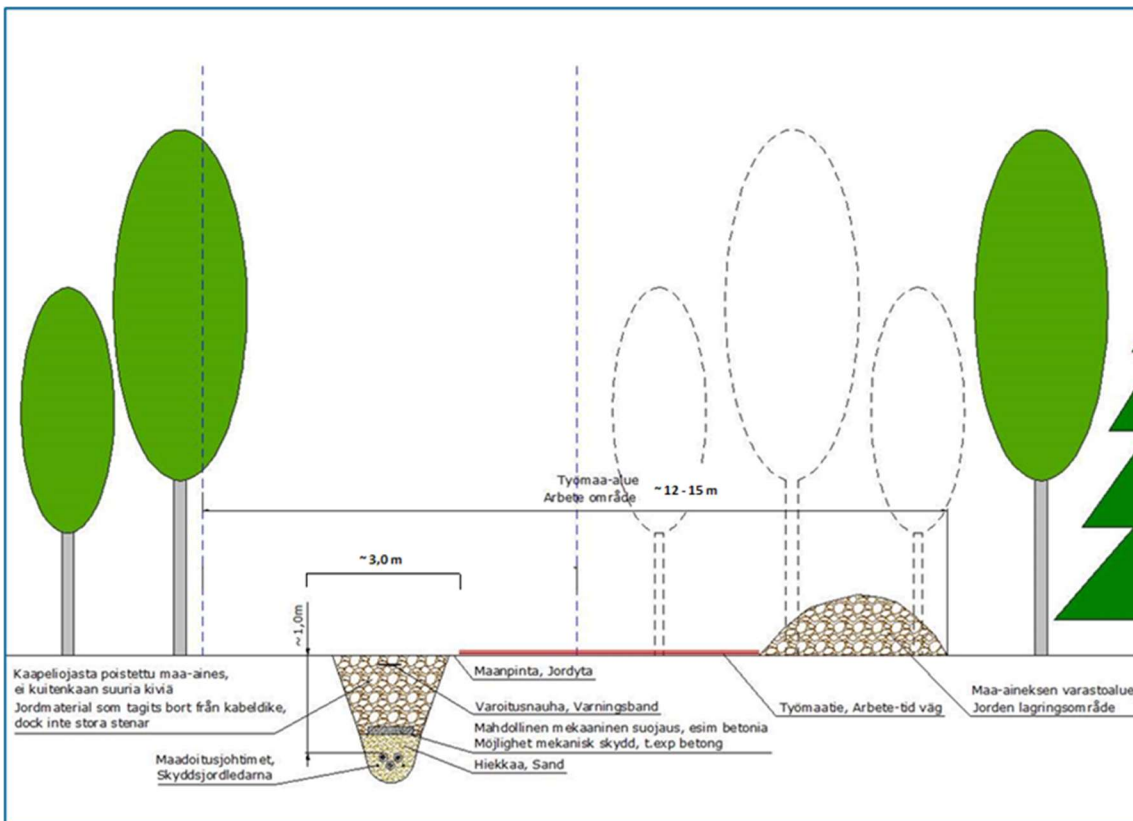 Työmaa-alue
Arbete område
~ 12 - 15 m
~ 3,0 m
~ 1,0m
Kaapeliojasta poistettu maa-aines,
ei kuitenkaan suuria kiviä
Jordmaterial som tagits bort från kabeldike,
dock inte stora stenar
Maadoitusjohtimet,
Skyddsjordledarna
Maanpinta, Jordyta
Varoitusnauha, Varningsband
Mahdollinen mekaaninen suojaus, esim betonia
Möjlighet mekanisk skydd, t.exp betong
Hiekkaa, Sand
Työmaatie, Arbete-tid väg
Maa-aineksen varastoalue
Jorden lagringsområde